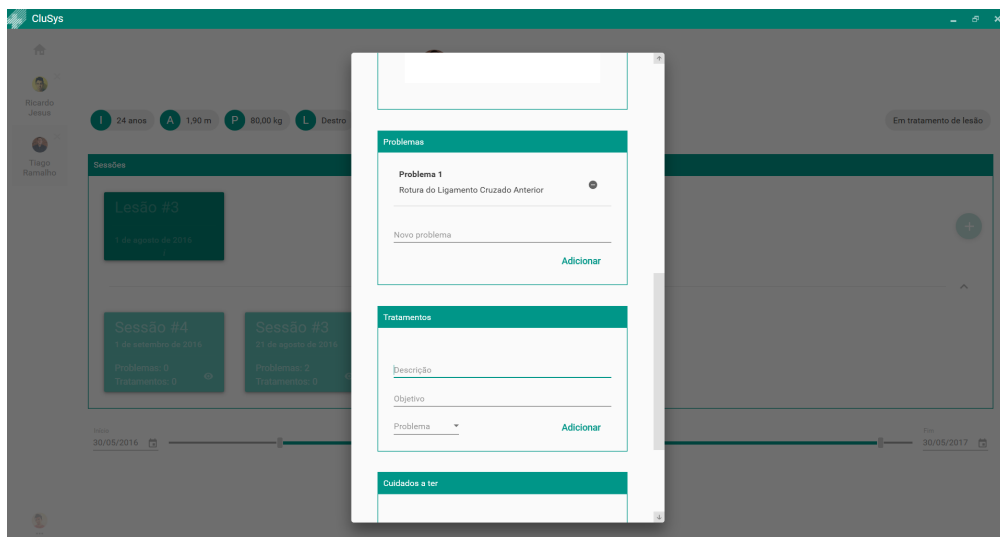 CluSys
Ricardo
Jesus
Tiago
Ramalho
I 24 anos A 1,90 m P 80,00 kg L Destro
Em tratamento de lesão
Sessões
Lesão #3
1 de agosto de 2016
Sessão #4
1 de setembro de 2016
Problemas: 0
Tratamentos: 0
Sessão #3
21 de agosto de 2016
Problemas: 2
Tratamentos: 0
Início
30/05/2016
Fim
30/05/2017
Problemas
Problema 1
Rotura do Ligamento Cruzado Anterior
Novo problema
Adicionar
Tratamentos
Descrição
Objetivo
Problema
Adicionar
Cuidados a ter